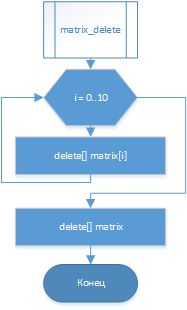 matrix_delete
i = 0..10
delete[] matrix[i]
delete[] matrix
Конец